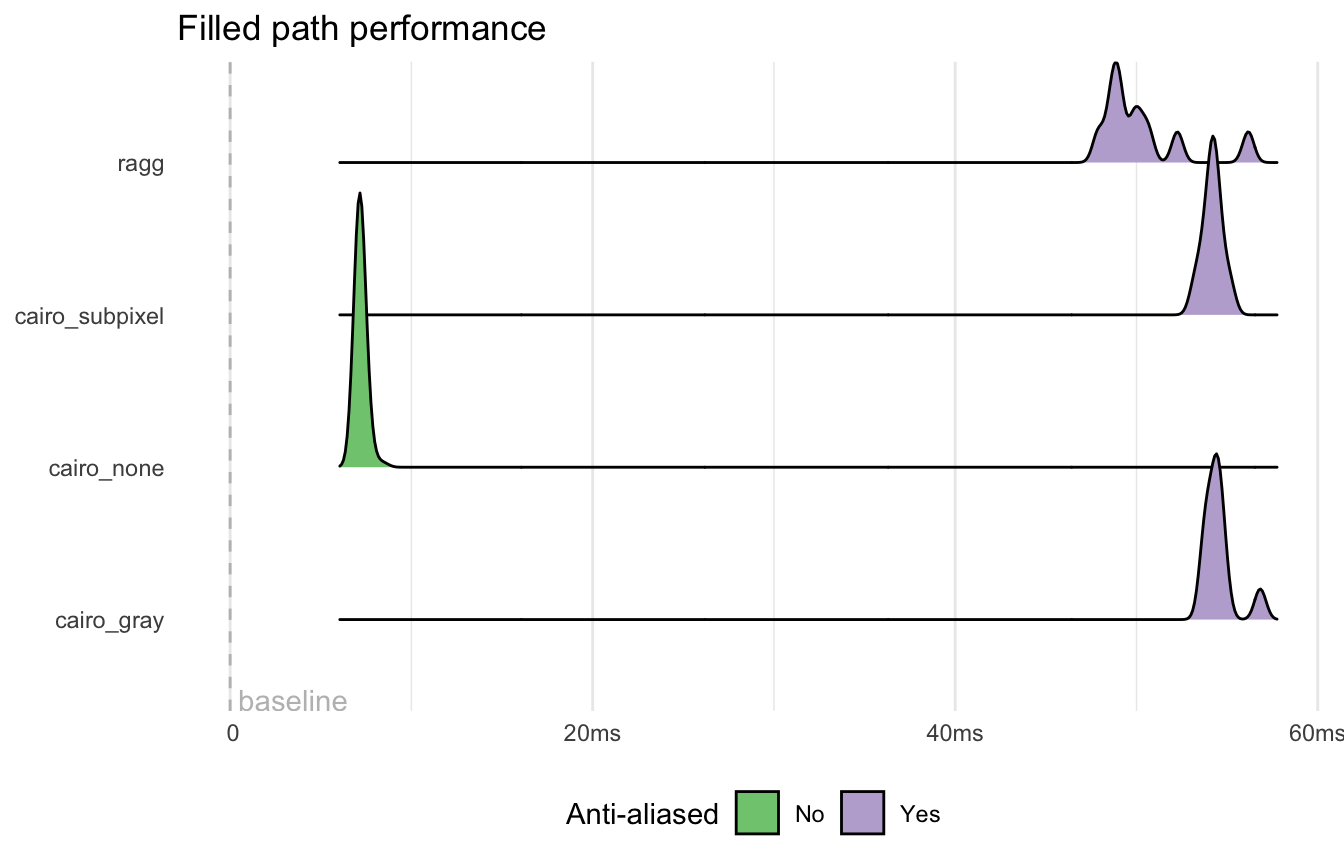 Filled path performance
ragg
cairo_subpixel
cairo_none
cairo_gray
baseline
0 20ms 40ms 60ms
Anti-aliased No Yes